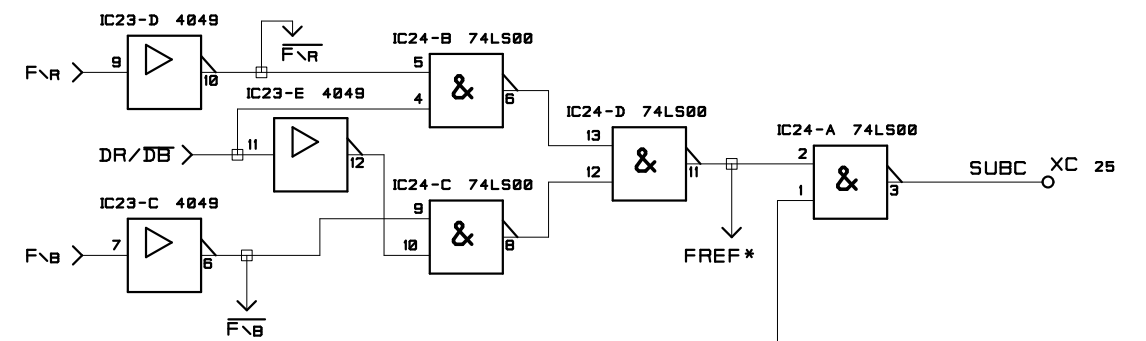 IC23-D 4049
F\R
9
10
F\R
IC24-B 74LS00
5
4
&
6
IC23-E 4049
DR/DB
11
12
IC24-D 74LS00
13
12
&
11
IC24-A 74LS00
2
1
&
3
SUBC XC 25
IC23-C 4049
F\B
7
6
F\B
IC24-C 74LS00
9
10
&
8
FREF*